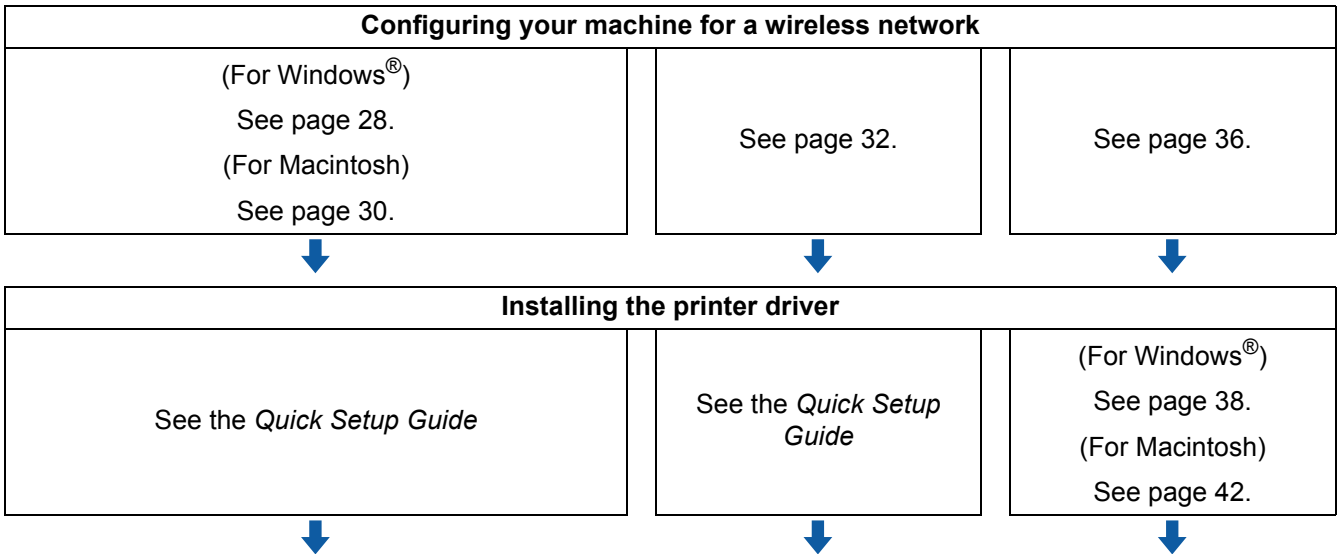 Configuring your machine for a wireless network
(For Windows®)
See page 28.
(For Macintosh)
See page 30.
See page 32.
See page 36.
Installing the printer driver
See the Quick Setup Guide
See the Quick Setup
Guide
(For Windows®)
See page 38.
(For Macintosh)
See page 42.